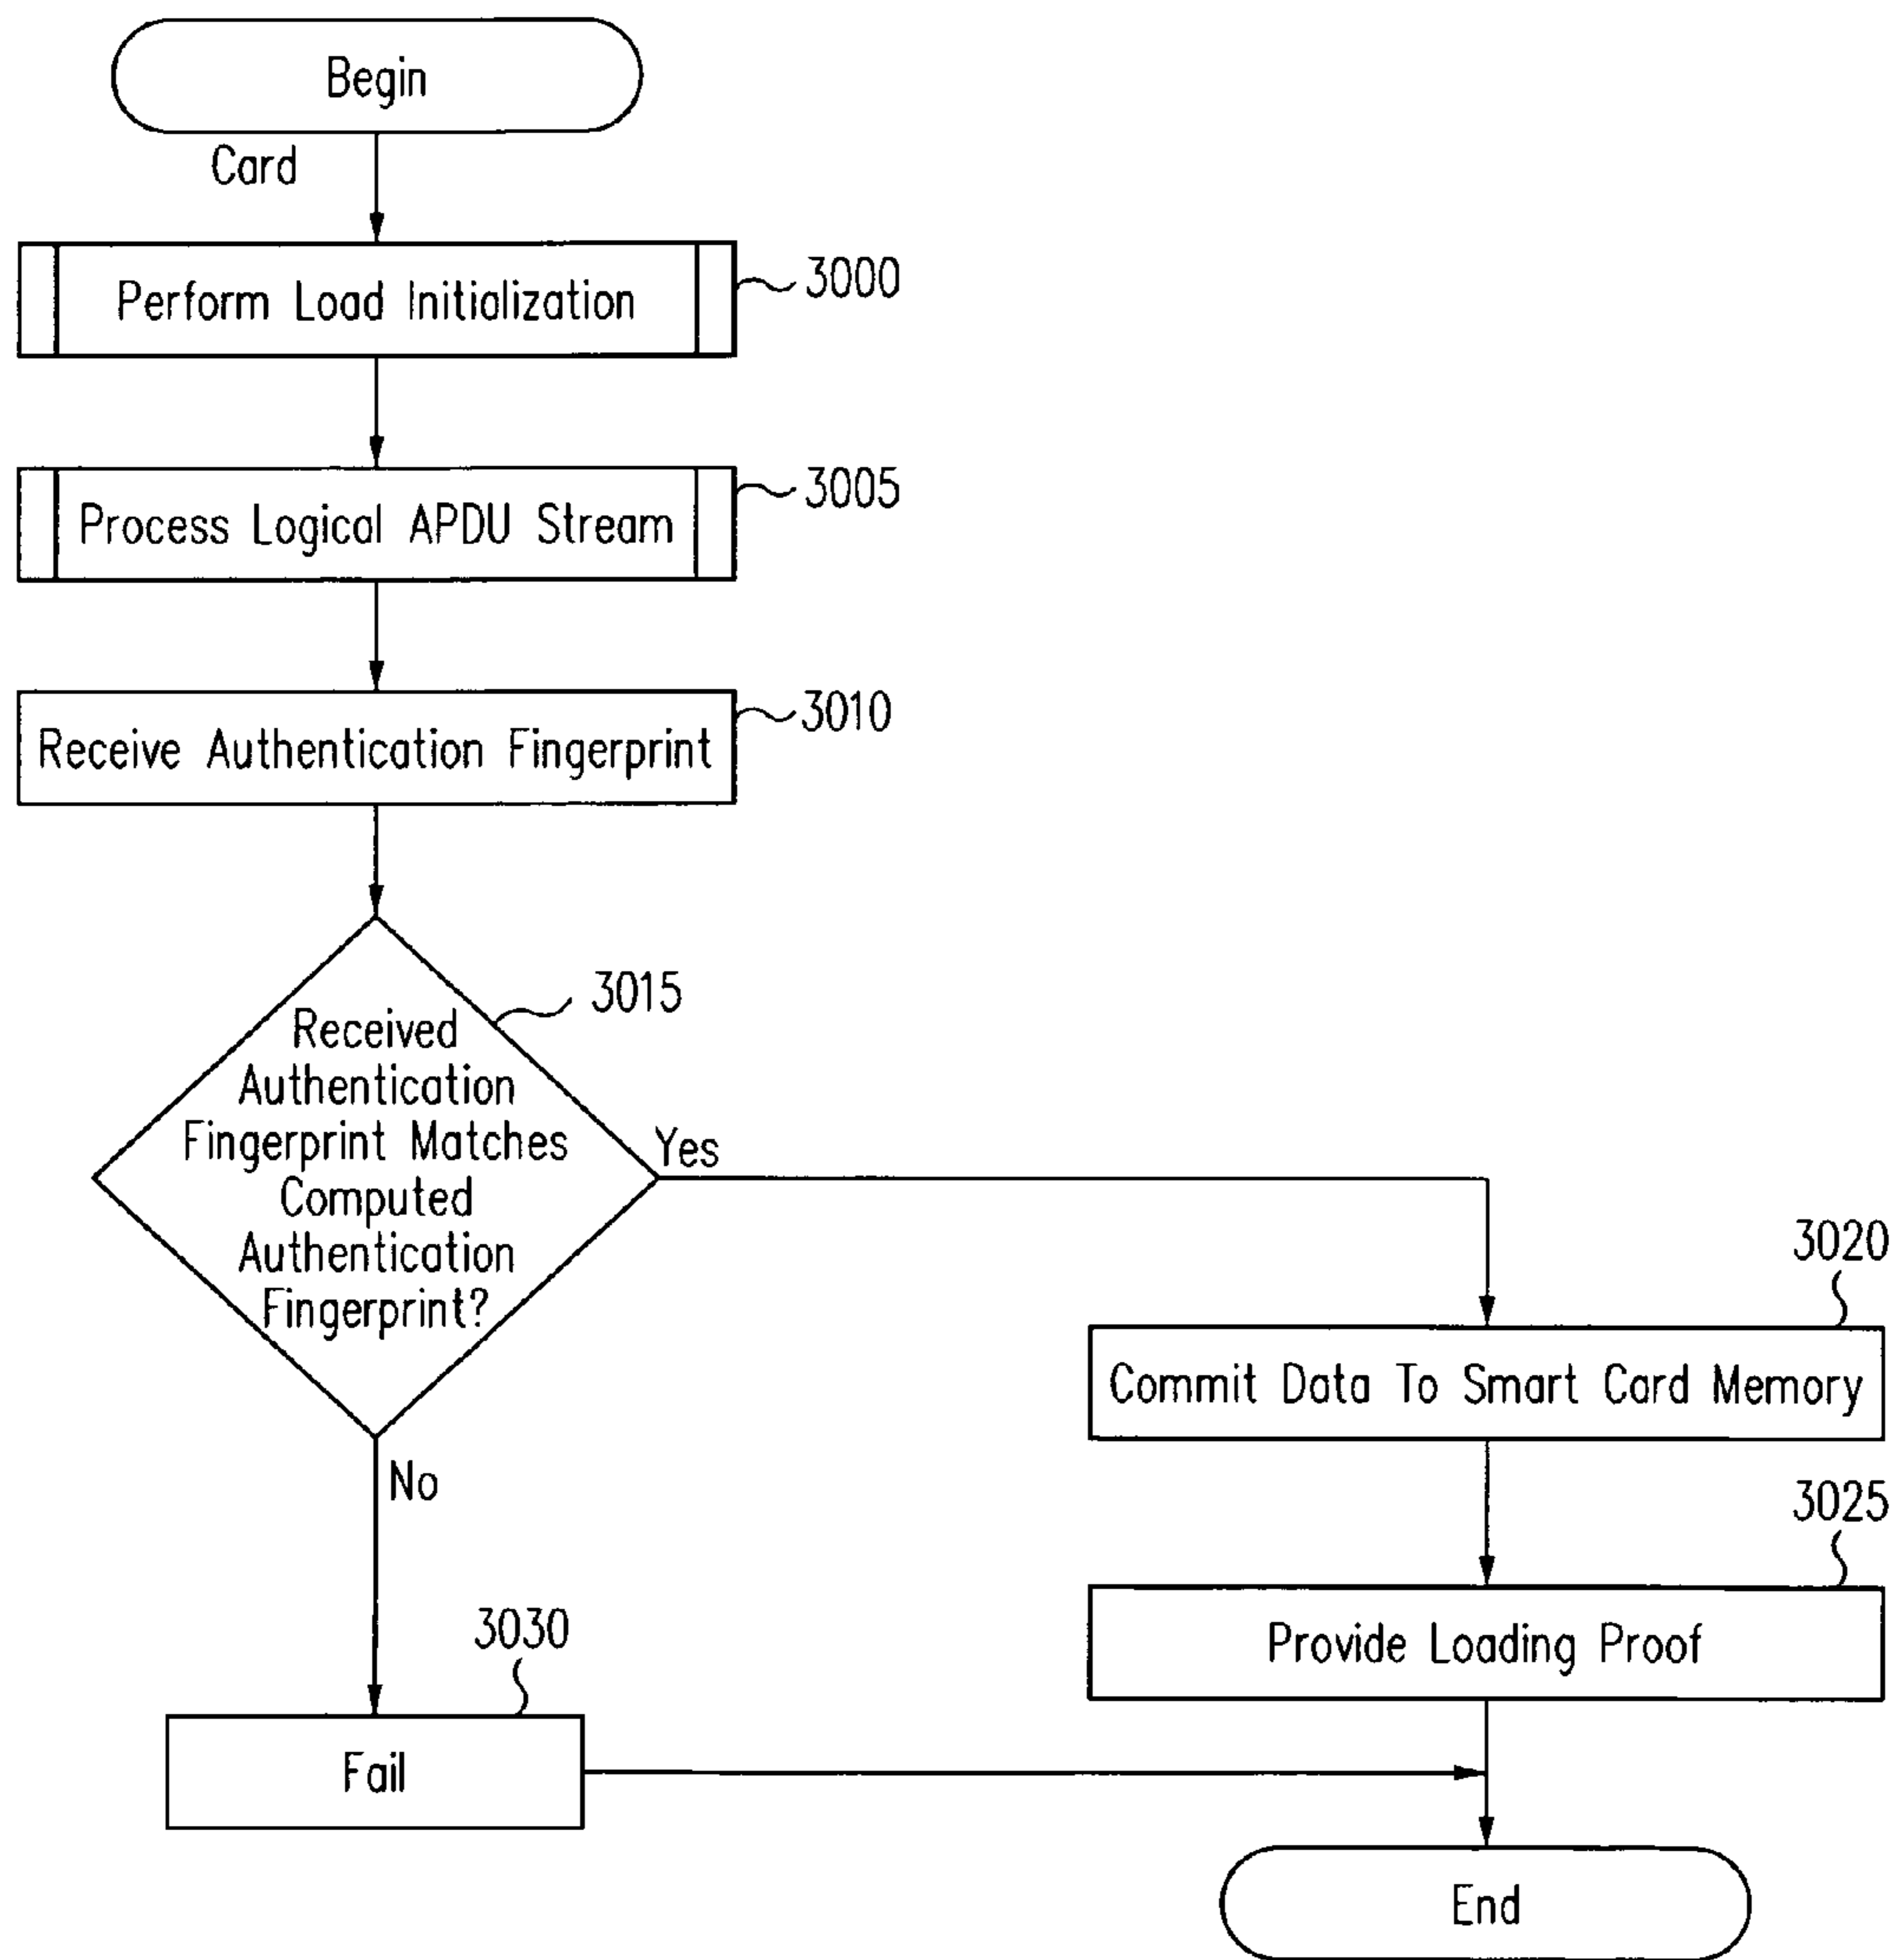 Begin
Card
Perform Load Initialization
3000
Process Logical APDU Stream
3005
Receive Authentication Fingerprint
3010
Received
Authentication
Fingerprint Matches
Computed
Authentication
Fingerprint?
3015
Yes
No
3020
Commit Data To Smart Card Memory
3025
Provide Loading Proof
3030
Fail
End